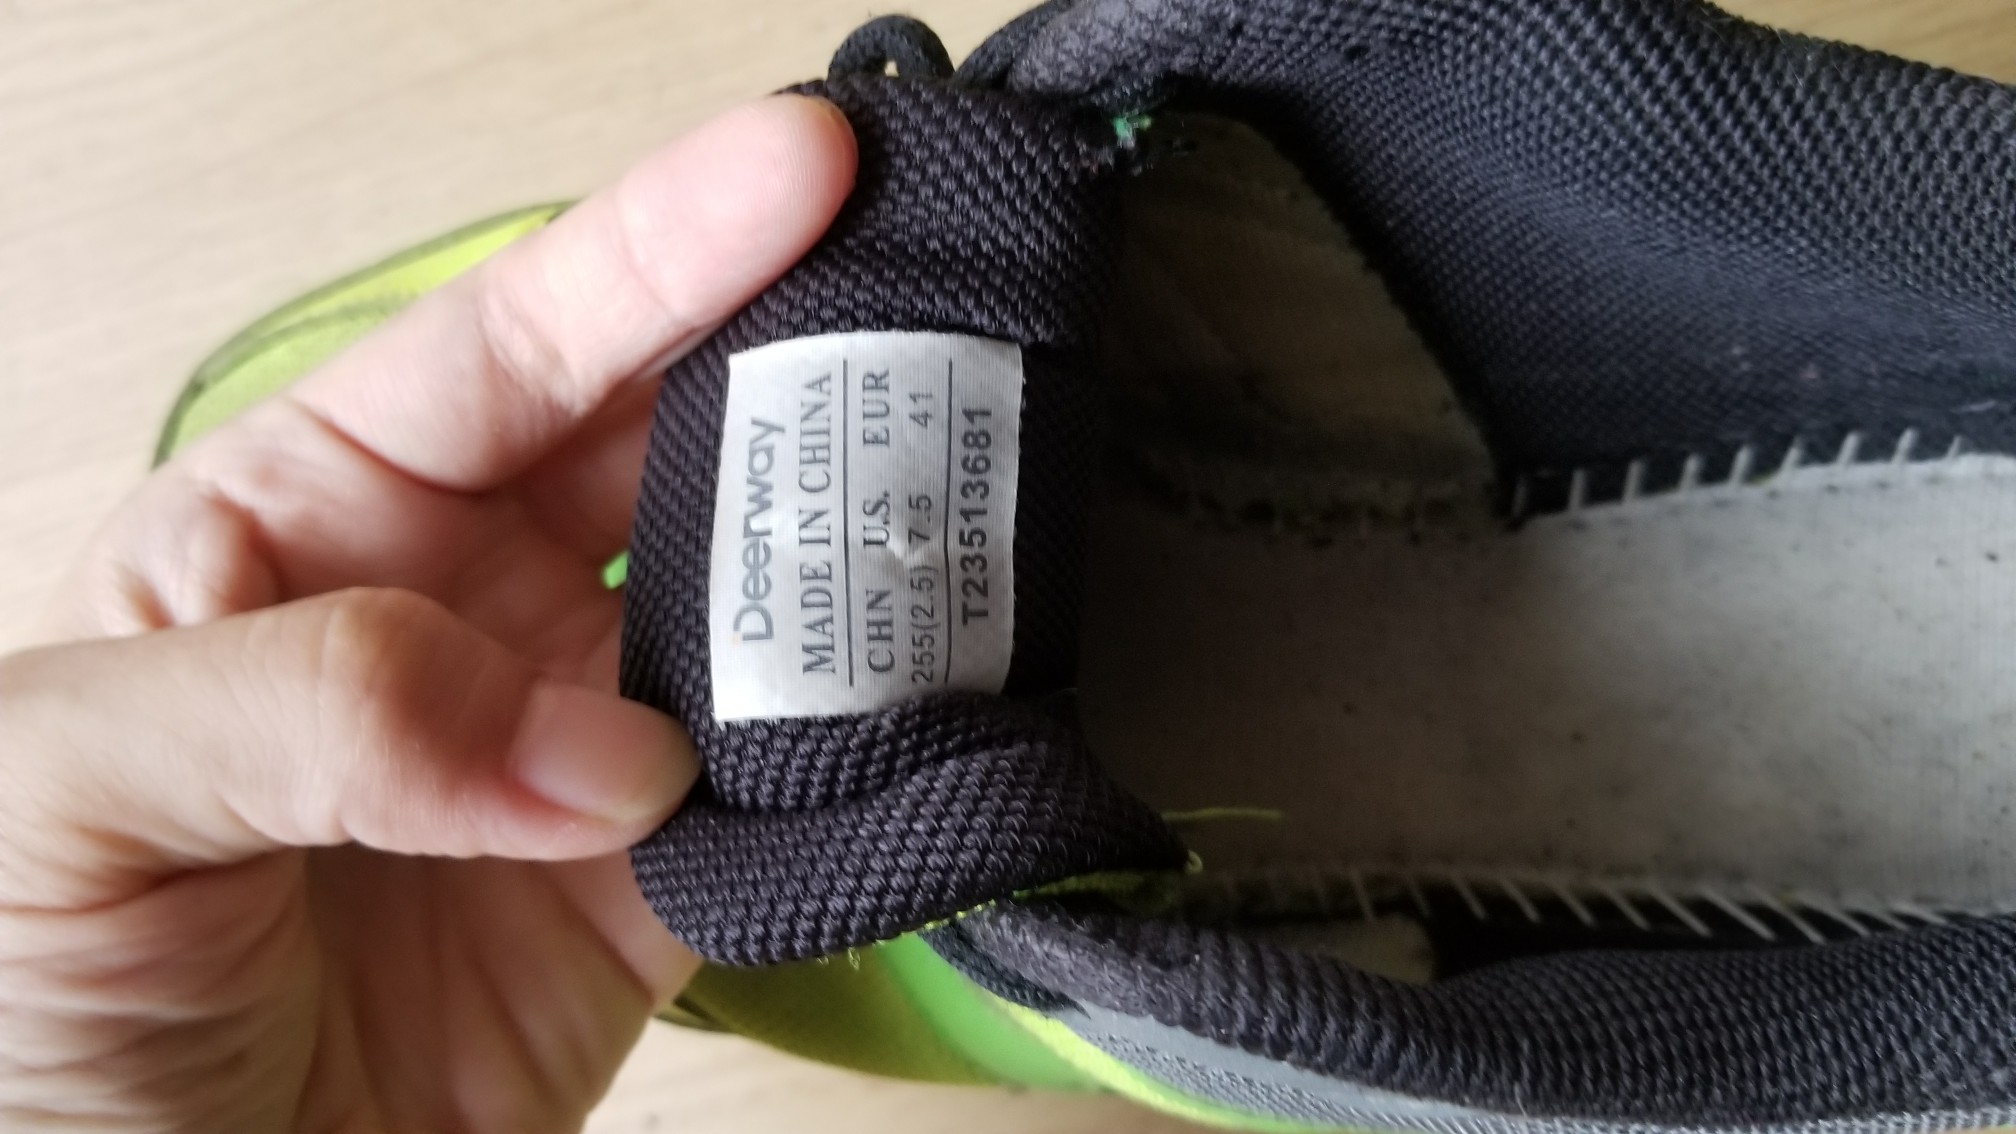 Deerway
MADE IN CHINA
CHN U.S. EUR
255(2.5) 7.5 41
T23513681